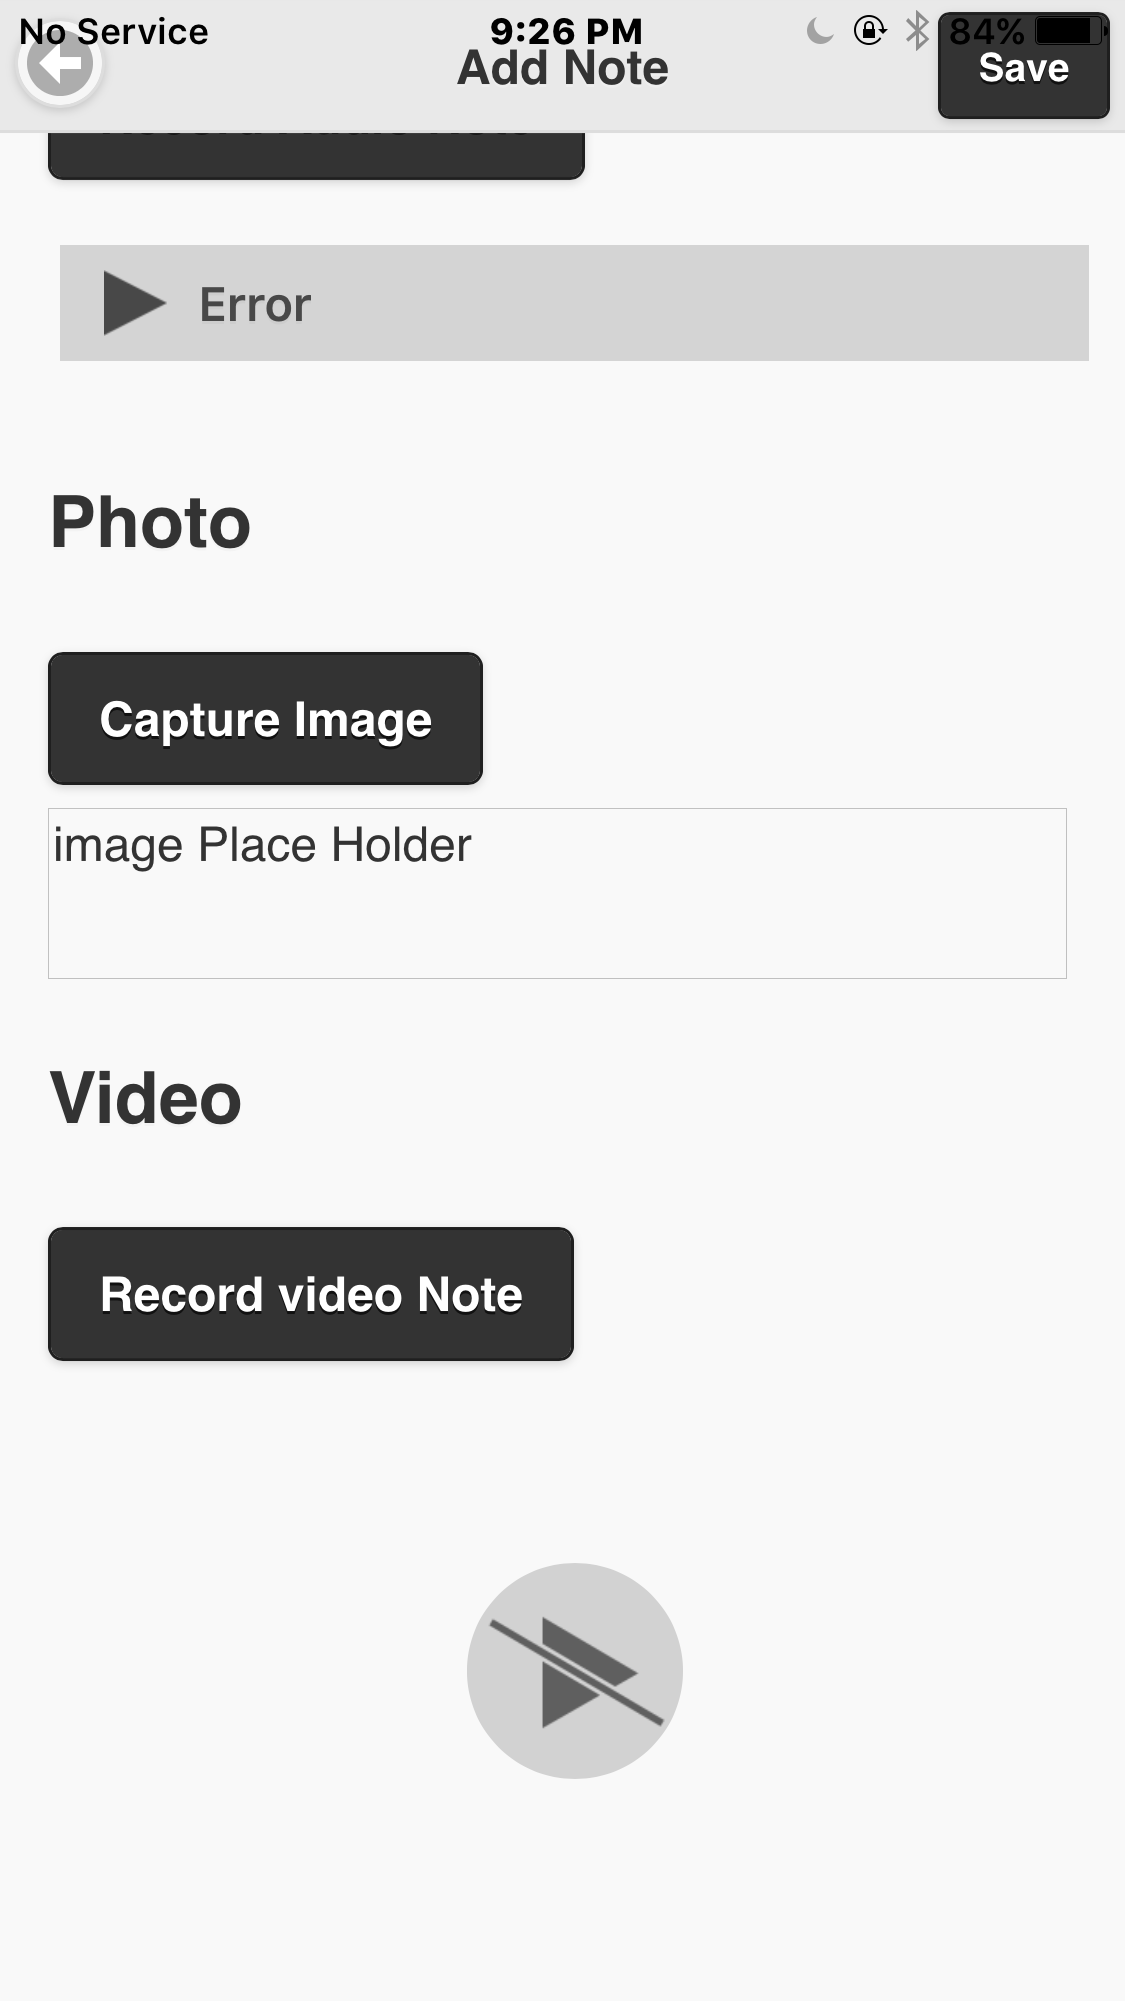 No Service 9:26 PM 84%
Add Note
Save
Error
Photo
Capture Image
image Place Holder
Video
Record video Note